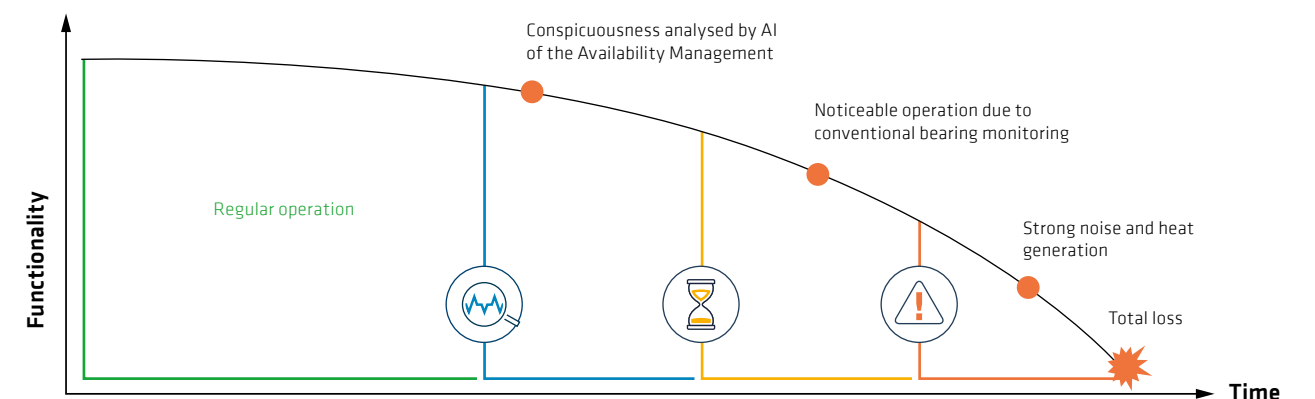 Conspicuousness analysed by AI
of the Availability Management
Noticeable operation due to
conventional bearing monitoring
Regular operation
Strong noise and heat
generation
Functionality
Total loss
Time